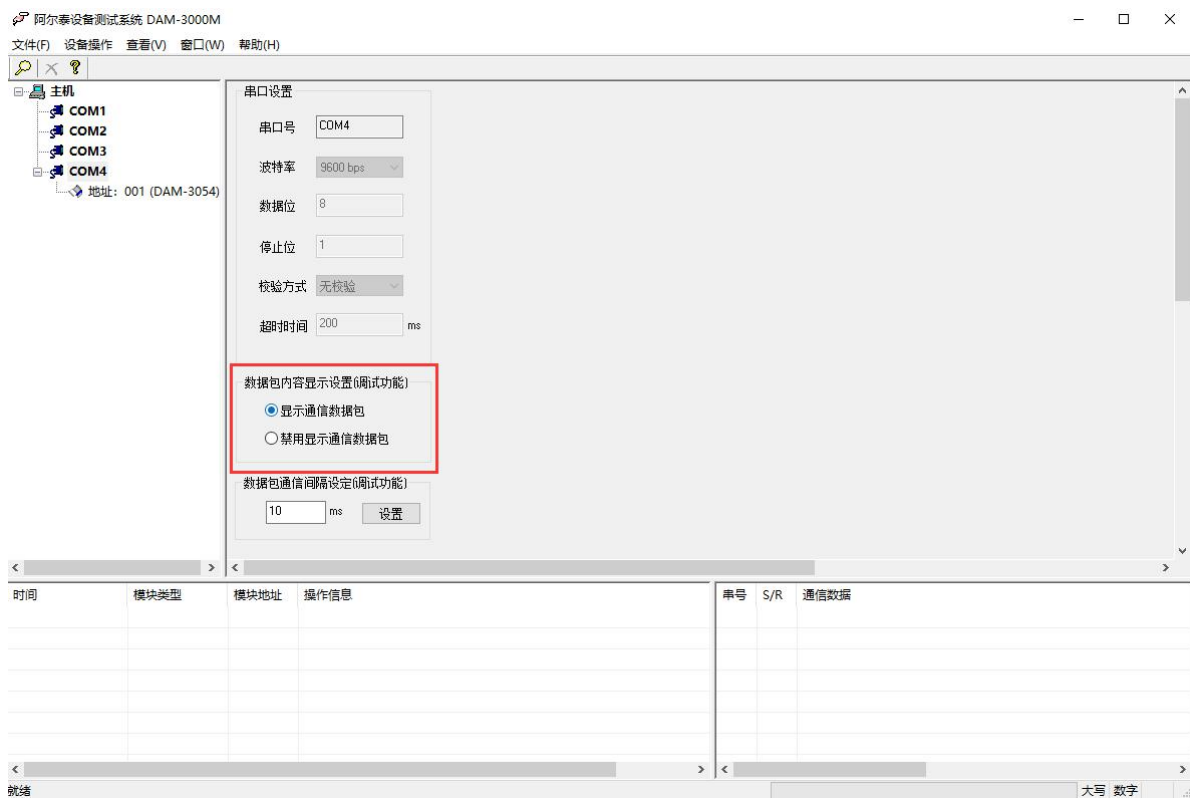 阿尔泰设备测试系统 DAM-3000M
文件(F) 设备操作 查看(V) 窗口(W) 帮助(H)
主机
COM1
COM2
COM3
COM4
地址：001 (DAM-3054)
串口设置
串口号 COM4
波特率 9600 bps
数据位 8
停止位 1
校验方式 无校验
超时时间 200 ms
数据包内容显示设置(调试功能)
显示通信数据包
禁用显示通信数据包
数据包通信间隔设定(调试功能)
10 ms 设置
时间 模块类型 模块地址 操作信息
串号 S/R 通信数据
就绪
大写 数字